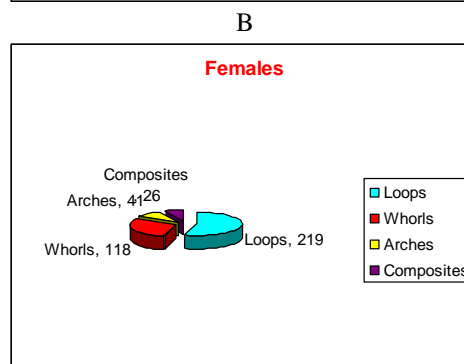 B
Females
Composites
Arches, 41 26
Whorls, 118
Loops, 219
Loops
Whorls
Arches
Composites